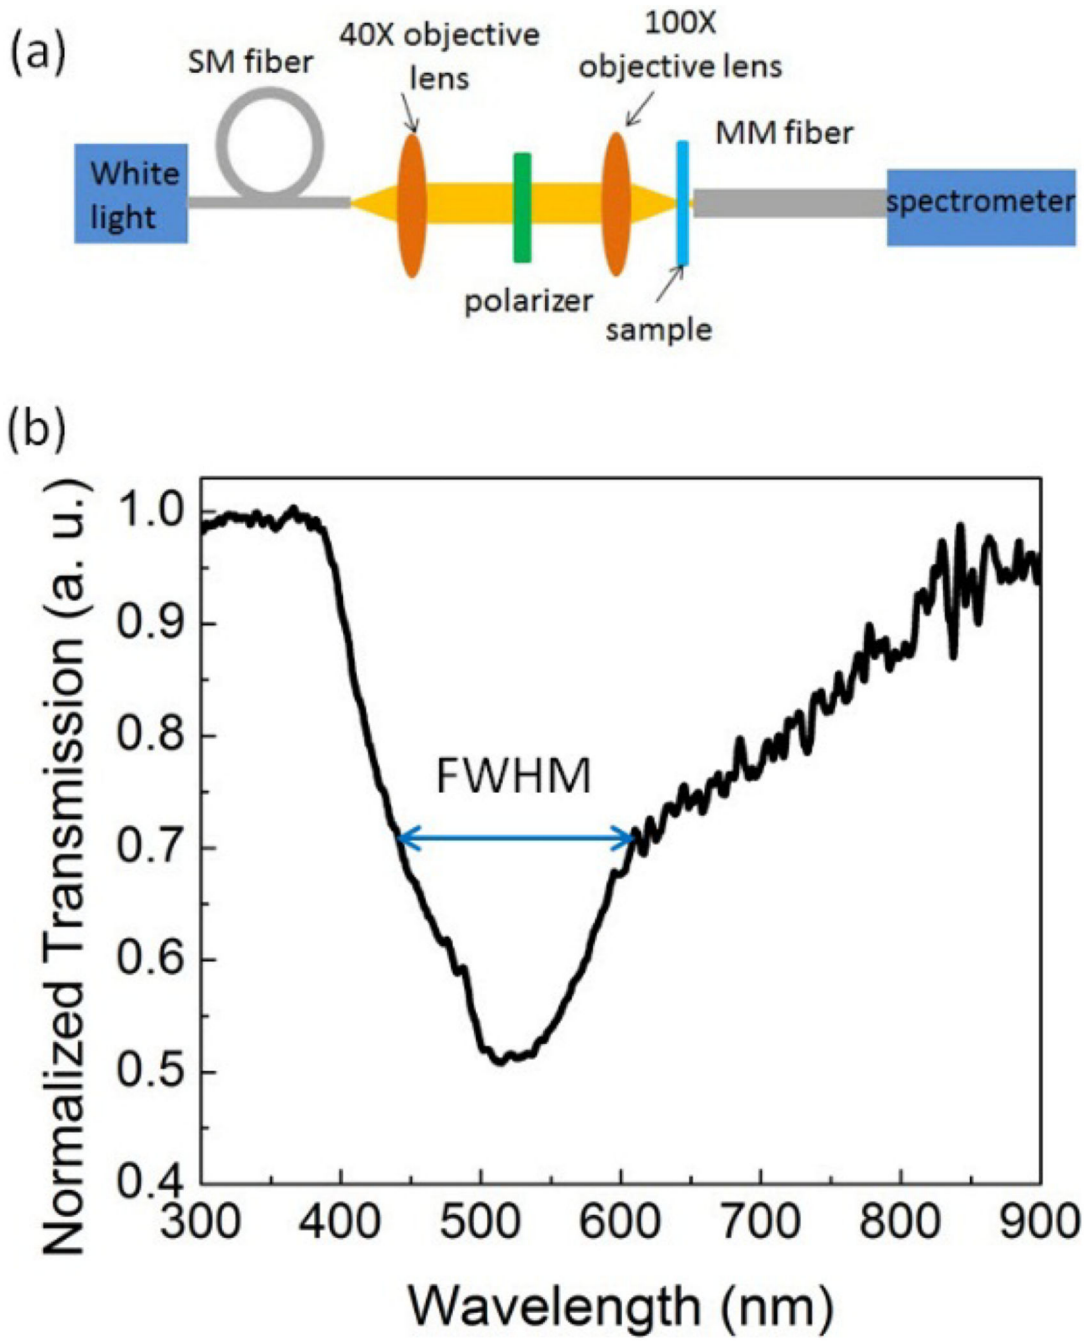 (a)
SM fiber
40X objective
lens
100X
objective lens
MM fiber
White
light
spectrometer
polarizer
sample
(b)
Normalized Transmission (a. u.)
1.0
0.9
0.8
0.7
0.6
0.5
0.4
FWHM
300 400 500 600 700 800 900
Wavelength (nm)